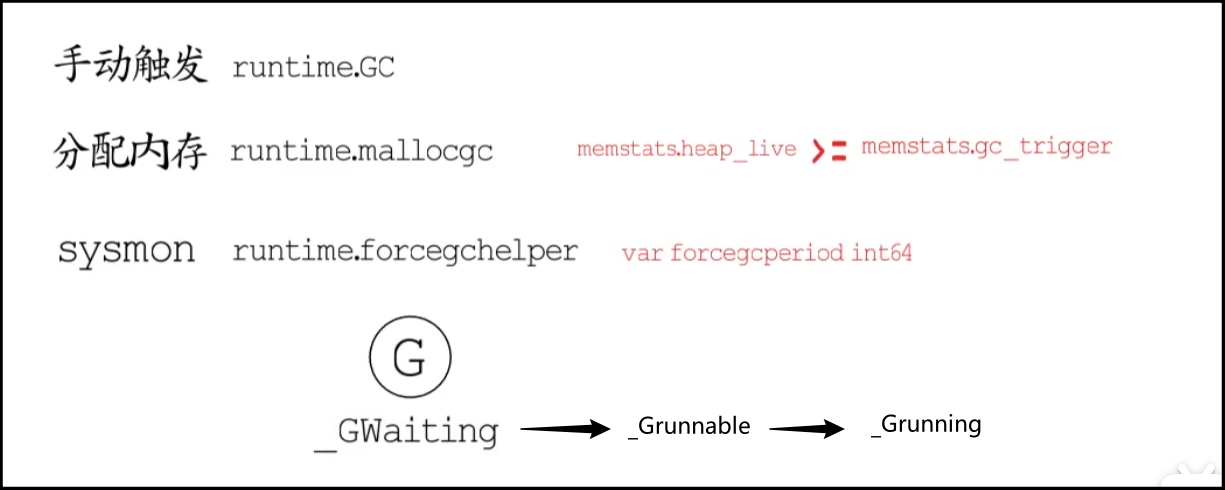 手动触发 runtime.GC
分配内存 runtime.mallocgc memstats.heap_live >= memstats.gc_trigger
sysmon runtime.forcegchelper var forcegcperiod int64
G
_GWaiting _Grunnable _Grunning